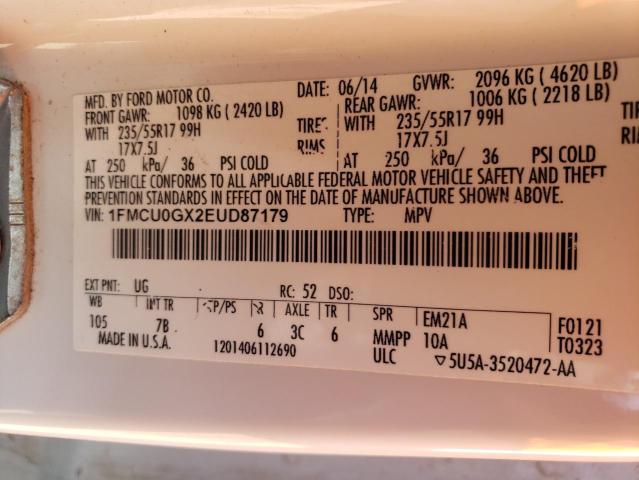 MFD. BY FORD MOTOR CO. DATE: 06/14 GVWR: 2096 KG ( 4620 LB)
FRONT GAWR: 1098 KG ( 2420 LB) REAR GAWR: 1006 KG ( 2218 LB)
WITH 235/55R17 99H TIRES WITH 235/55R17 99H TIRE
17X7.5J RIMS 17X7.5J RI
AT 250 kPa/ 36 PSI COLD AT 250 kPa/ 36 PSI COLD
THIS VEHICLE CONFORMS TO ALL APPLICABLE FEDERAL MOTOR VEHICLE SAFETY AND THEFT
PREVENTION STANDARDS IN EFFECT ON THE DATE OF MANUFACTURE SHOWN ABOVE.
VIN: 1FMCU0GX2EUD87179 TYPE: MPV
EXT PNT: UG RC: 52 DSO:
WB INT TR TP/PS R AXLE TR SPR EM21A F0121
105 7B 6 3C 6 MMPP 10A T0323
MADE IN U.S.A. 1201406112690 ULC ▽5U5A-3520472-AA